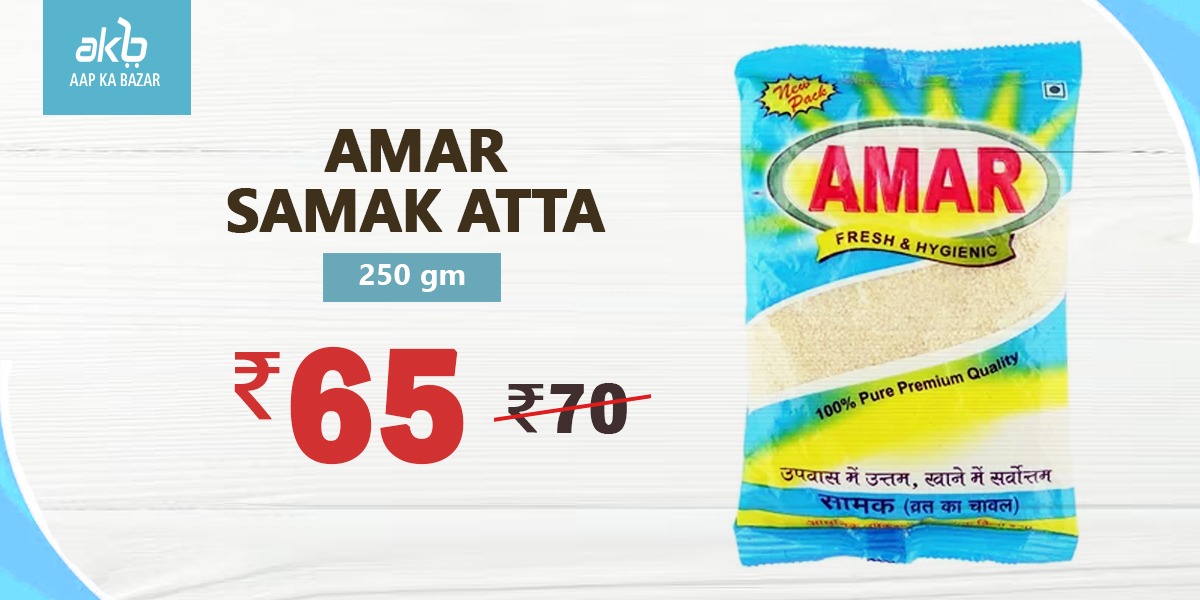 akb
AAP KA BAZAR
AMAR
SAMAK ATTA
250 gm
₹65 ₹70
New
Pack
AMAR
FRESH & HYGIENIC
100% Pure Premium Quality
उपवास में उत्तम, खाने में सर्वोत्तम
सामक (व्रत का चावल)